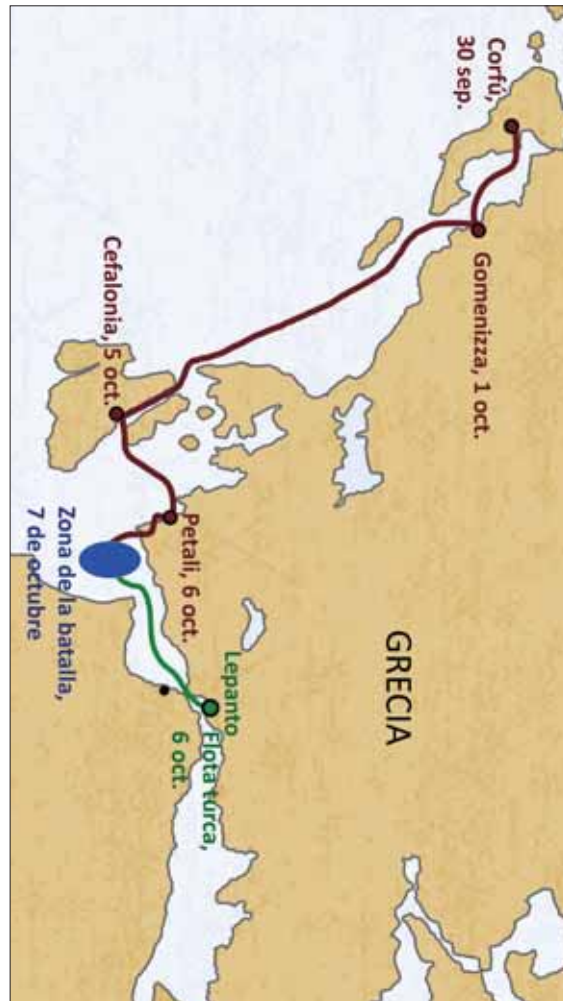 Corfú,
30 sep.
Gomenizza, 1 oct.
Cefalonia, 5 oct.
Petali, 6 oct.
Zona de la batalla,
7 de octubre
GRECIA
Lepanto
Flota turca,
6 oct.